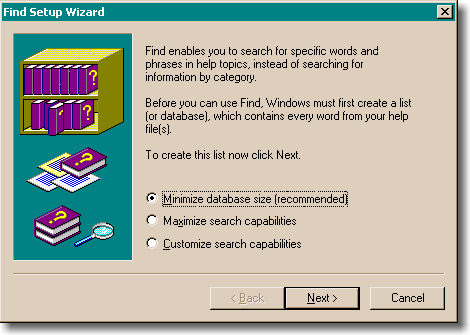 Find Setup Wizard
Find enables you to search for specific words and
phrases in help topics, instead of searching for
information by category.
Before you can use Find, Windows must first create a list
(or database), which contains every word from your help
file(s).
To create this list now click Next.
Minimize database size (recommended)
Maximize search capabilities
Customize search capabilities
< Back
Next >
Cancel